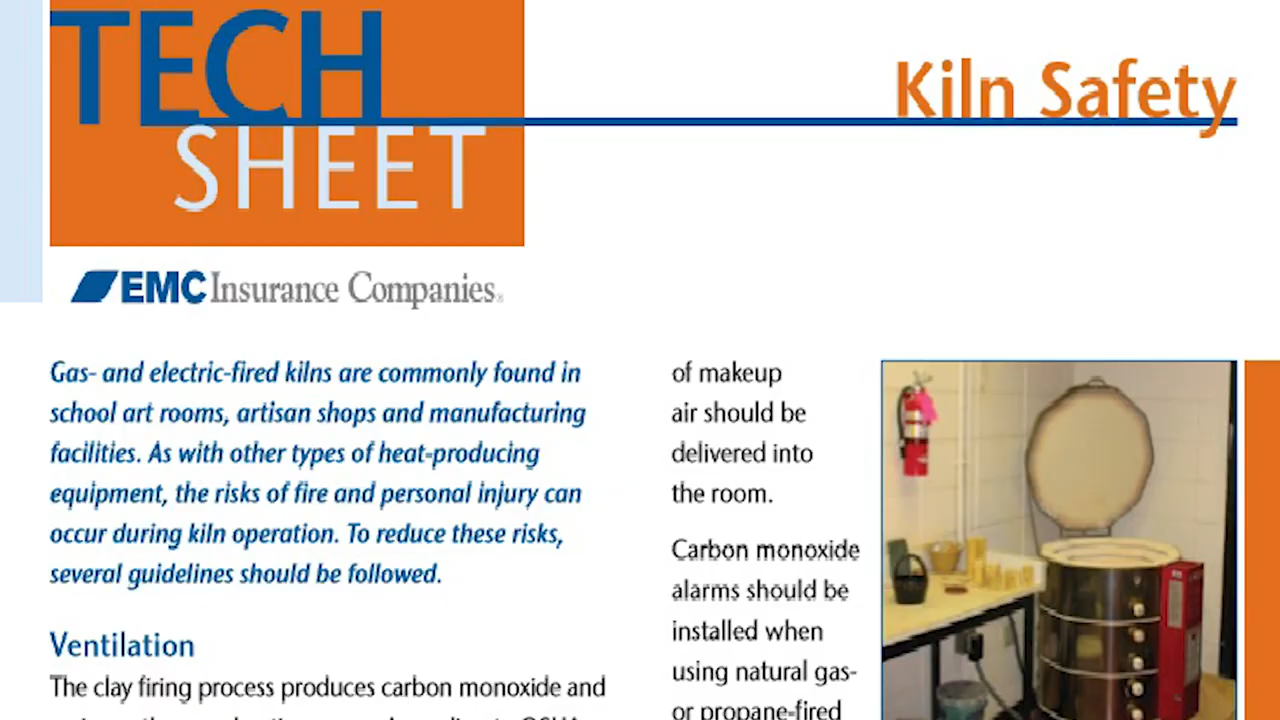 TECH
SHEET
Kiln Safety
EMC Insurance Companies
Gas- and electric-fired kilns are commonly found in
school art rooms, artisan shops and manufacturing
facilities. As with other types of heat-producing
equipment, the risks of fire and personal injury can
occur during kiln operation. To reduce these risks,
several guidelines should be followed.
Ventilation
The clay firing process produces carbon monoxide and
of makeup
air should be
delivered into
the room.
Carbon monoxide
alarms should be
installed when
using natural gas-
or propane-fired